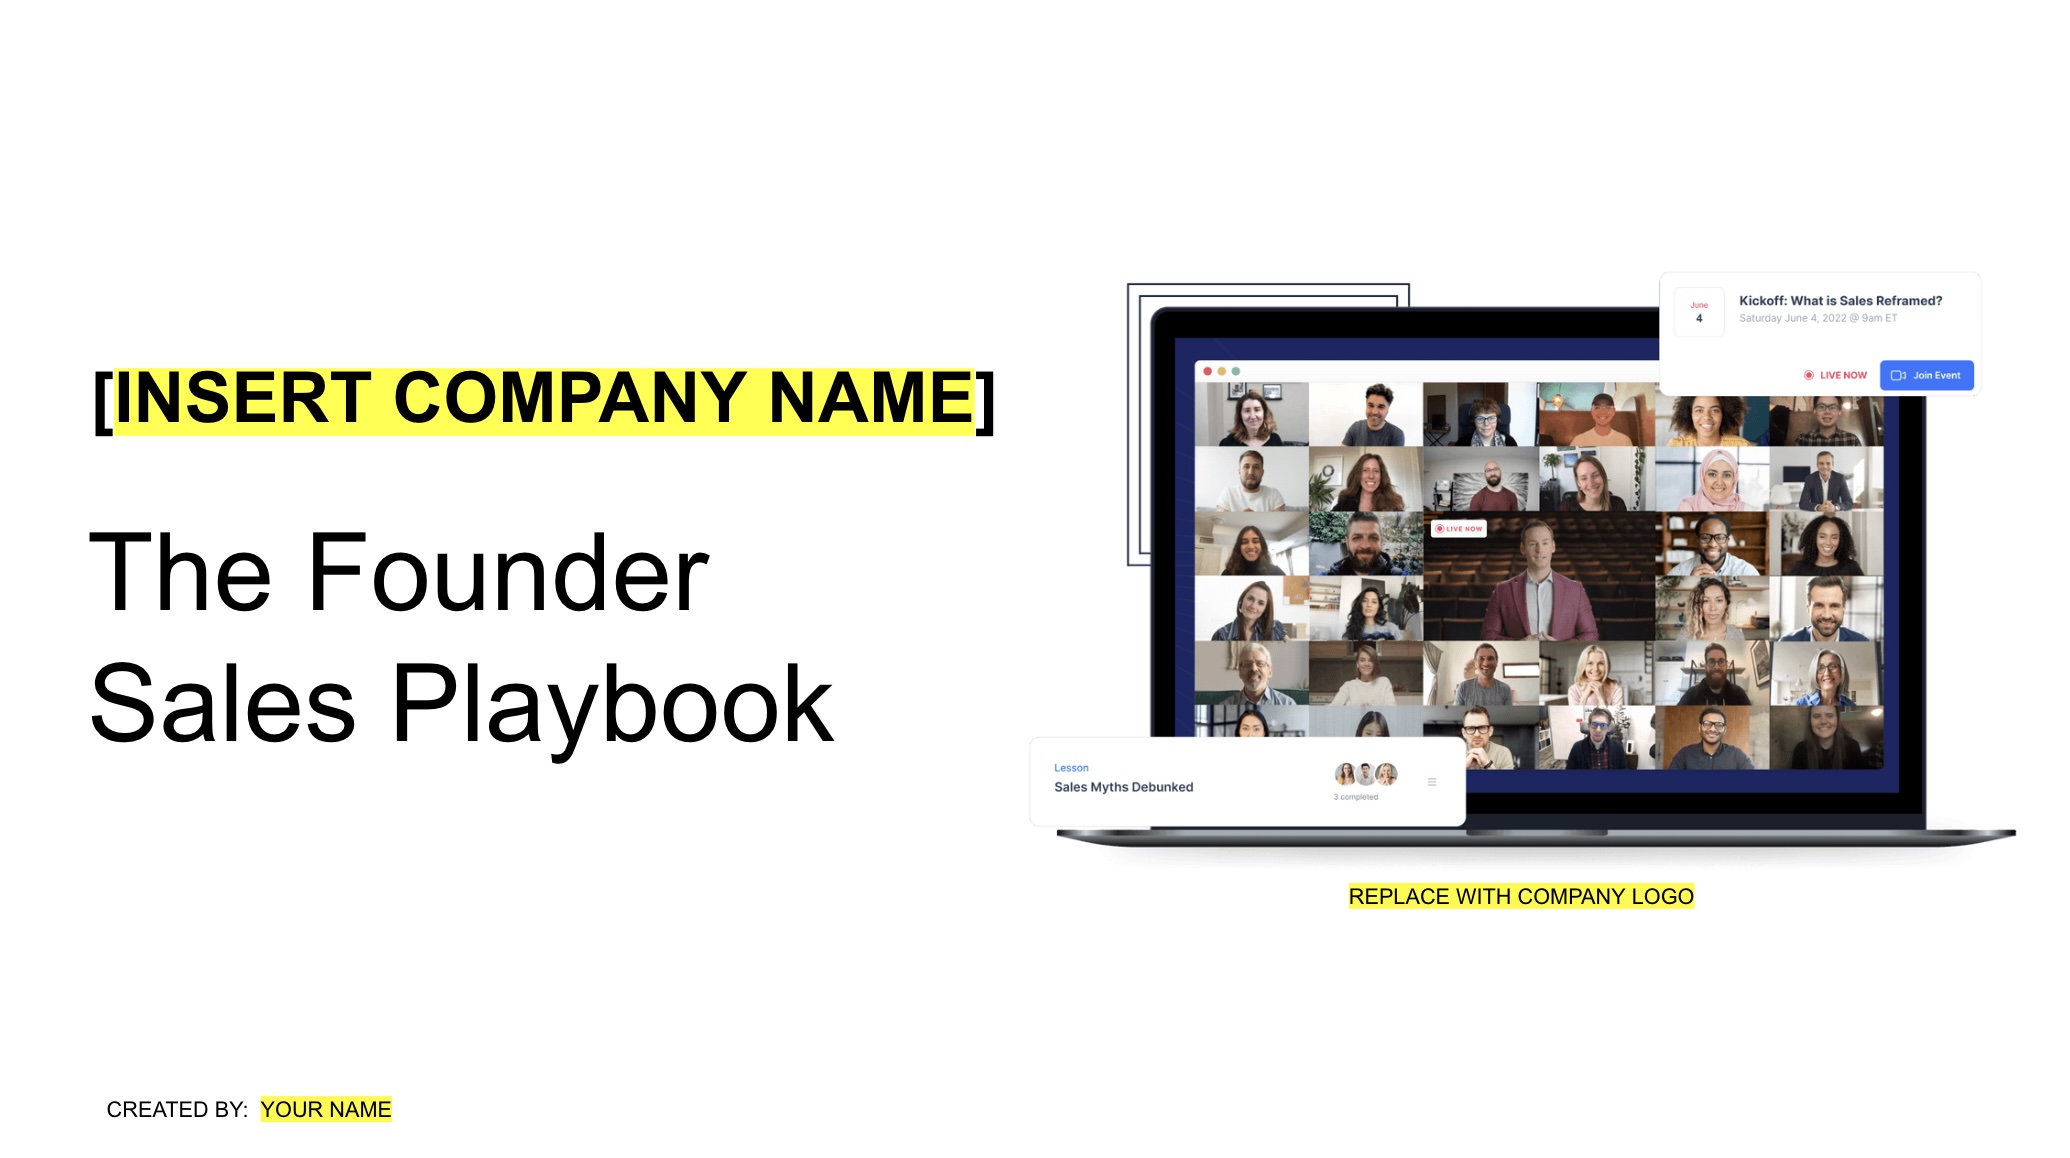 [INSERT COMPANY NAME]
The Founder
Sales Playbook
CREATED BY: YOUR NAME
June
4
Kickoff: What is Sales Reframed?
Saturday June 4, 2022 @ 9am ET
LIVE NOW
Join Event
LIVE NOW
Lesson
Sales Myths Debunked
3 completed
REPLACE WITH COMPANY LOGO